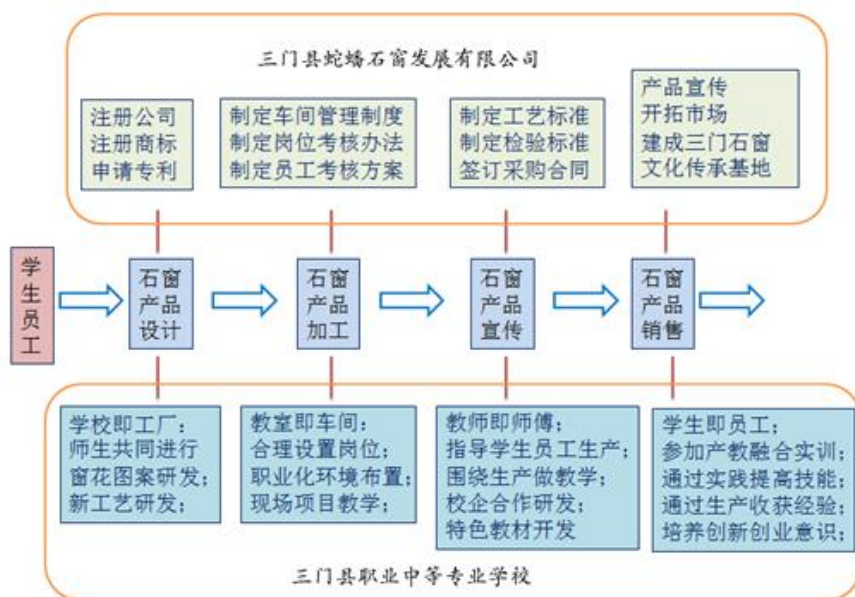 三门县蛇蟠石窗发展有限公司
注册公司
注册商标
申请专利
制定车间管理制度
制定岗位考核办法
制定员工考核方案
制定工艺标准
制定检验标准
签订采购合同
产品宣传
开拓市场
建成三门石窗
文化传承基地
学
生
员
工
石窗
产品
设计
石窗
产品
加工
石窗
产品
宣传
石窗
产品
销售
学校即工厂；
师生共同进行
窗花图案研发；
新工艺研发；
教室即车间：
合理设置岗位；
职业化环境布置；
现场项目教学；
教师即师傅；
指导学生员工生产；
围绕生产做教学；
校企合作研发；
特色教材开发
学生即员工；
参加产教融合实训；
通过实践提高技能；
通过生产收获经验；
培养创新创业意识；
三门县职业中等专业学校